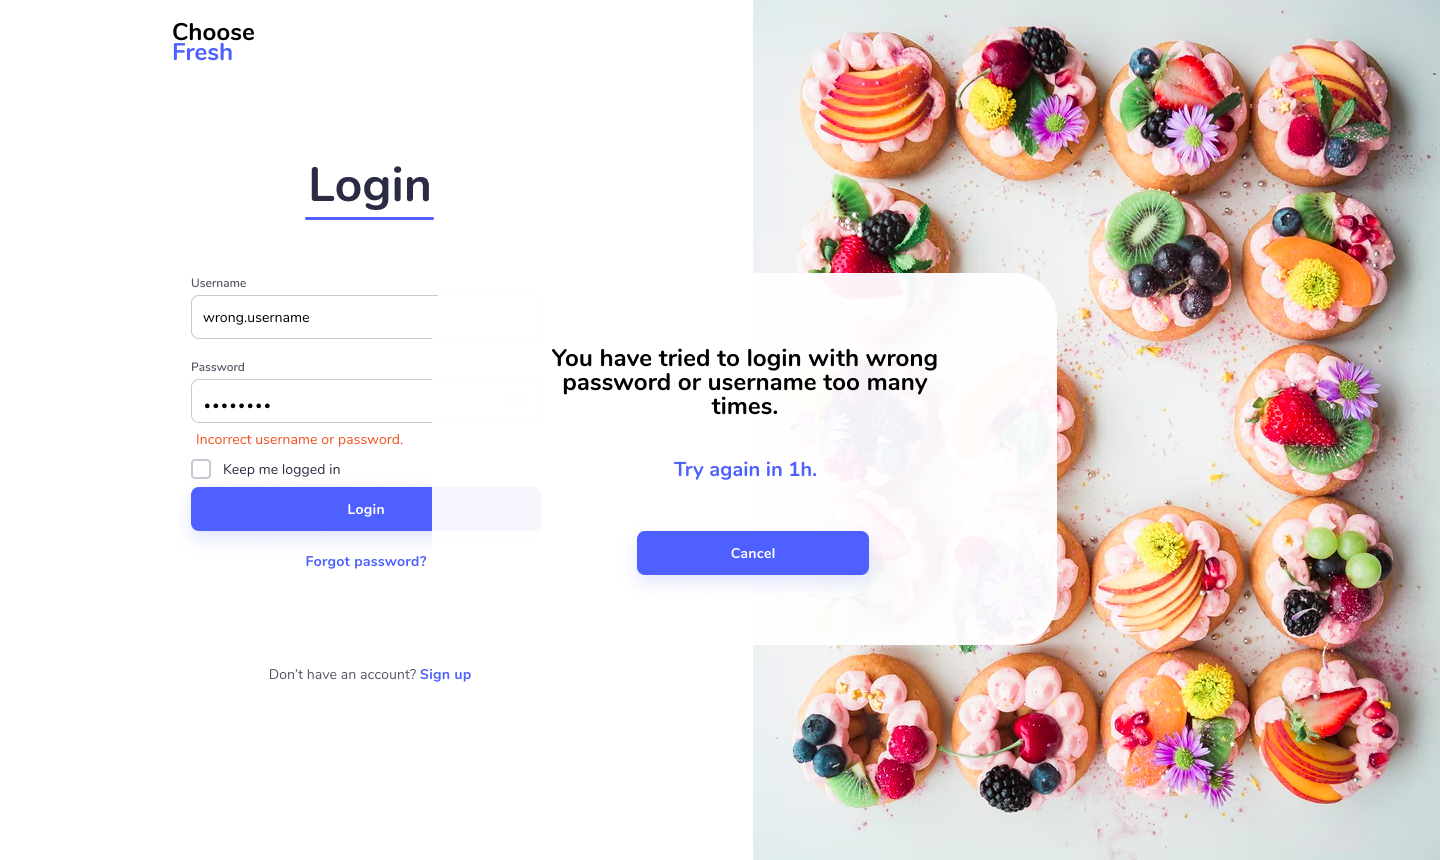 Choose
Fresh
Login
Username
wrong.username
Password
••••••••
Incorrect username or password.
Keep me logged in
Login
Forgot password?
Don't have an account? Sign up
You have tried to login with wrong
password or username too many
times.
Try again in 1h.
Cancel